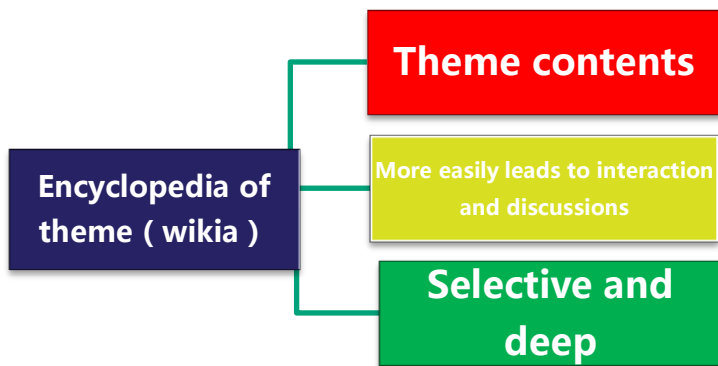 Theme contents
Encyclopedia of
theme ( wikia )
More easily leads to interaction
and discussions
Selective and
deep